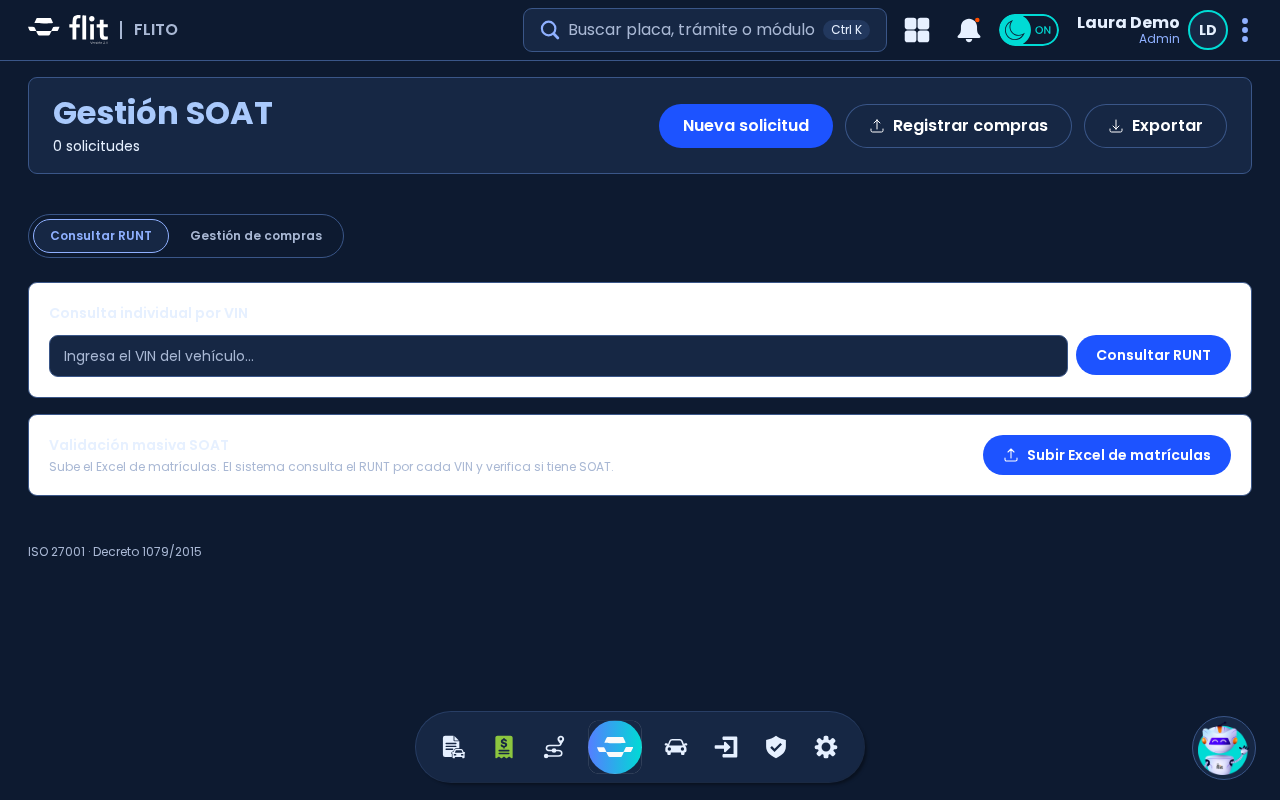 flit
FLITO
Buscar placa, trámite o módulo
Ctrl K
ON
Laura Demo
Admin
LD
Gestión SOAT
0 solicitudes
Nueva solicitud
Registrar compras
Exportar
Consultar RUNT
Gestión de compras
Consulta individual por VIN
Ingresa el VIN del vehículo...
Consultar RUNT
Validación masiva SOAT
Sube el Excel de matrículas. El sistema consulta el RUNT por cada VIN y verifica si tiene SOAT.
Subir Excel de matrículas
ISO 27001 · Decreto 1079/2015